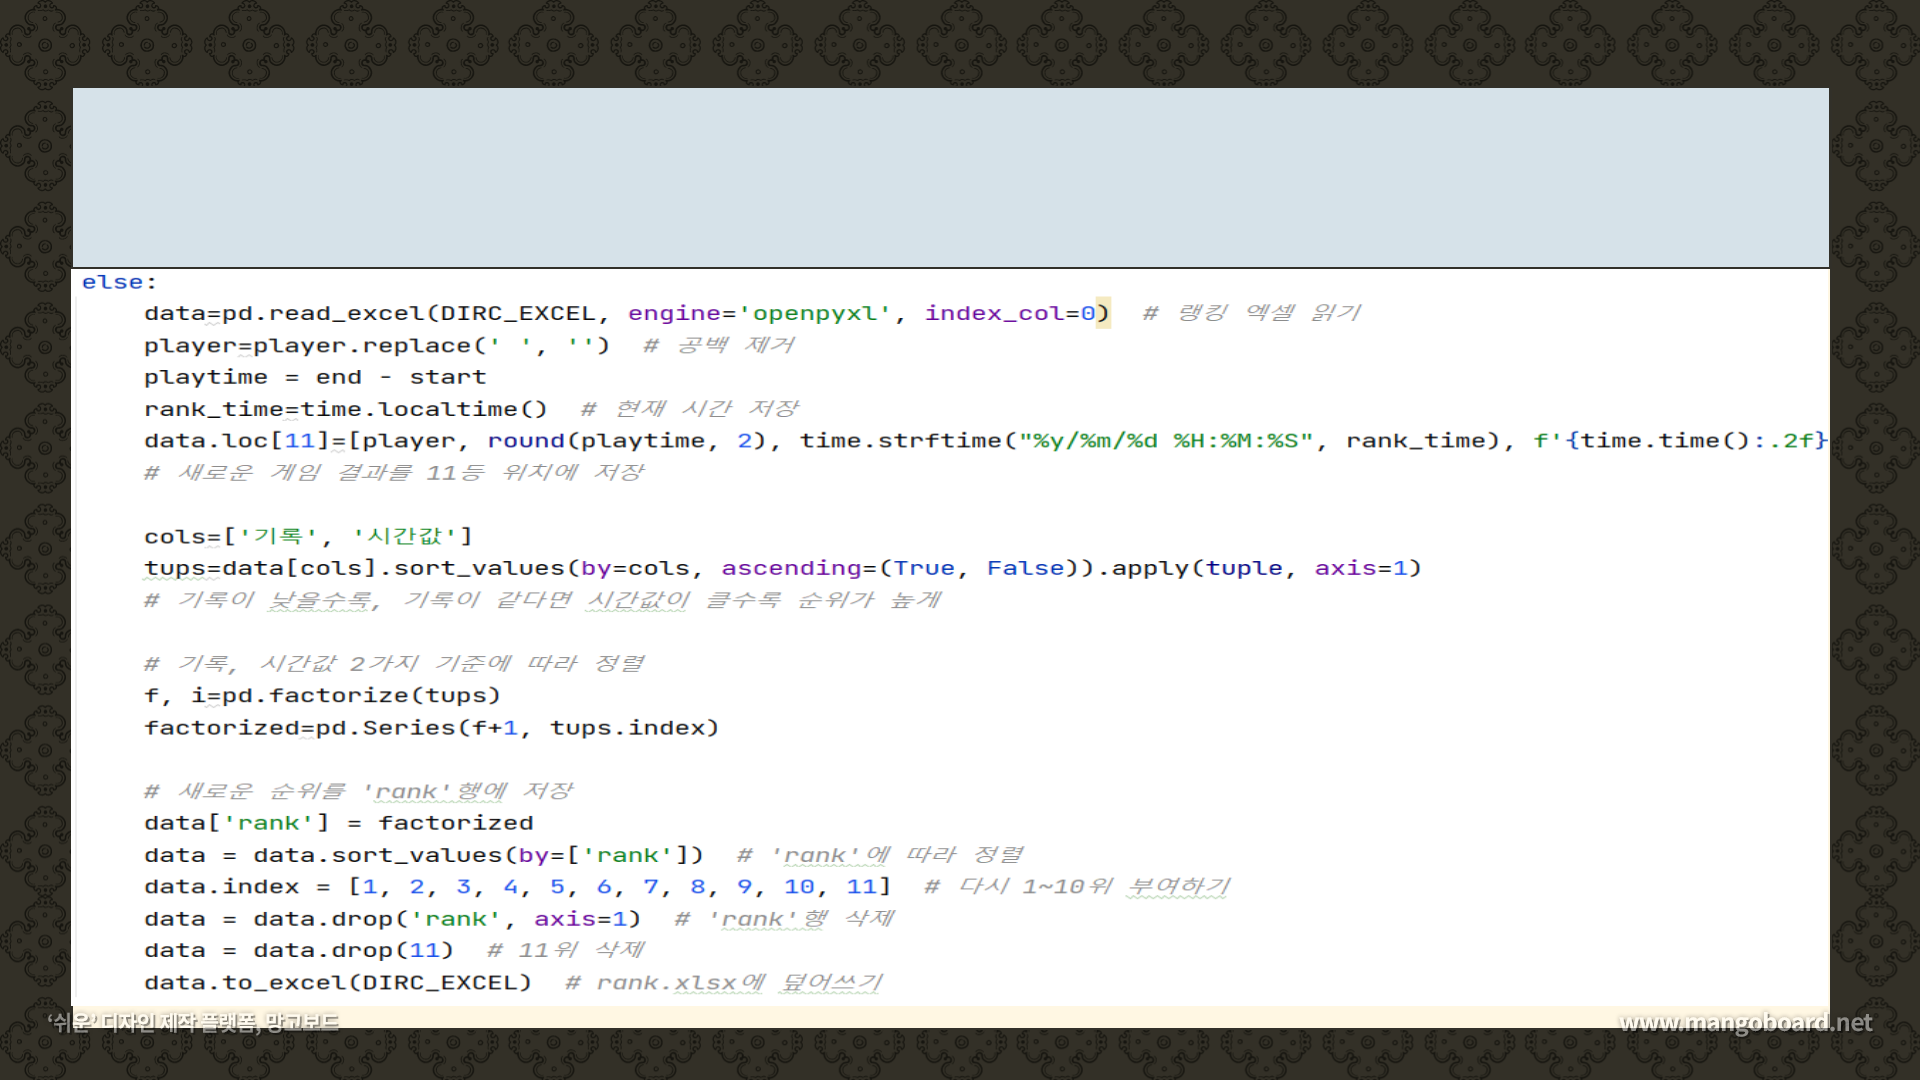 else:
    data=pd.read_excel(DIRC_EXCEL, engine='openpyxl', index_col=0)  # 랭킹 엑셀 읽기
    player=player.replace(' ', '')  # 공백 제거
    playtime = end - start
    rank_time=time.localtime()  # 현재 시간 저장
    data.loc[11]=[player, round(playtime, 2), time.strftime("%y/%m/%d %H:%M:%S", rank_time), f'{time.time():.2f}
    # 새로운 게임 결과를 11등 위치에 저장
    cols=['기록', '시간값']
    tups=data[cols].sort_values(by=cols, ascending=(True, False)).apply(tuple, axis=1)
    # 기록이 낮을수록, 기록이 같다면 시간값이 클수록 순위가 높게
    # 기록, 시간값 2가지 기준에 따라 정렬
    f, i=pd.factorize(tups)
    factorized=pd.Series(f+1, tups.index)
    # 새로운 순위를 'rank'행에 저장
    data['rank'] = factorized
    data = data.sort_values(by=['rank'])  # 'rank'에 따라 정렬
    data.index = [1, 2, 3, 4, 5, 6, 7, 8, 9, 10, 11]  # 다시 1~10위 부여하기
    data = data.drop('rank', axis=1)  # 'rank'행 삭제
    data = data.drop(11)  # 11위 삭제
    data.to_excel(DIRC_EXCEL)  # rank.xlsx에 덮어쓰기
‘쉬운’ 디자인 제작 플랫폼, 망고보드
www.mangoboard.net